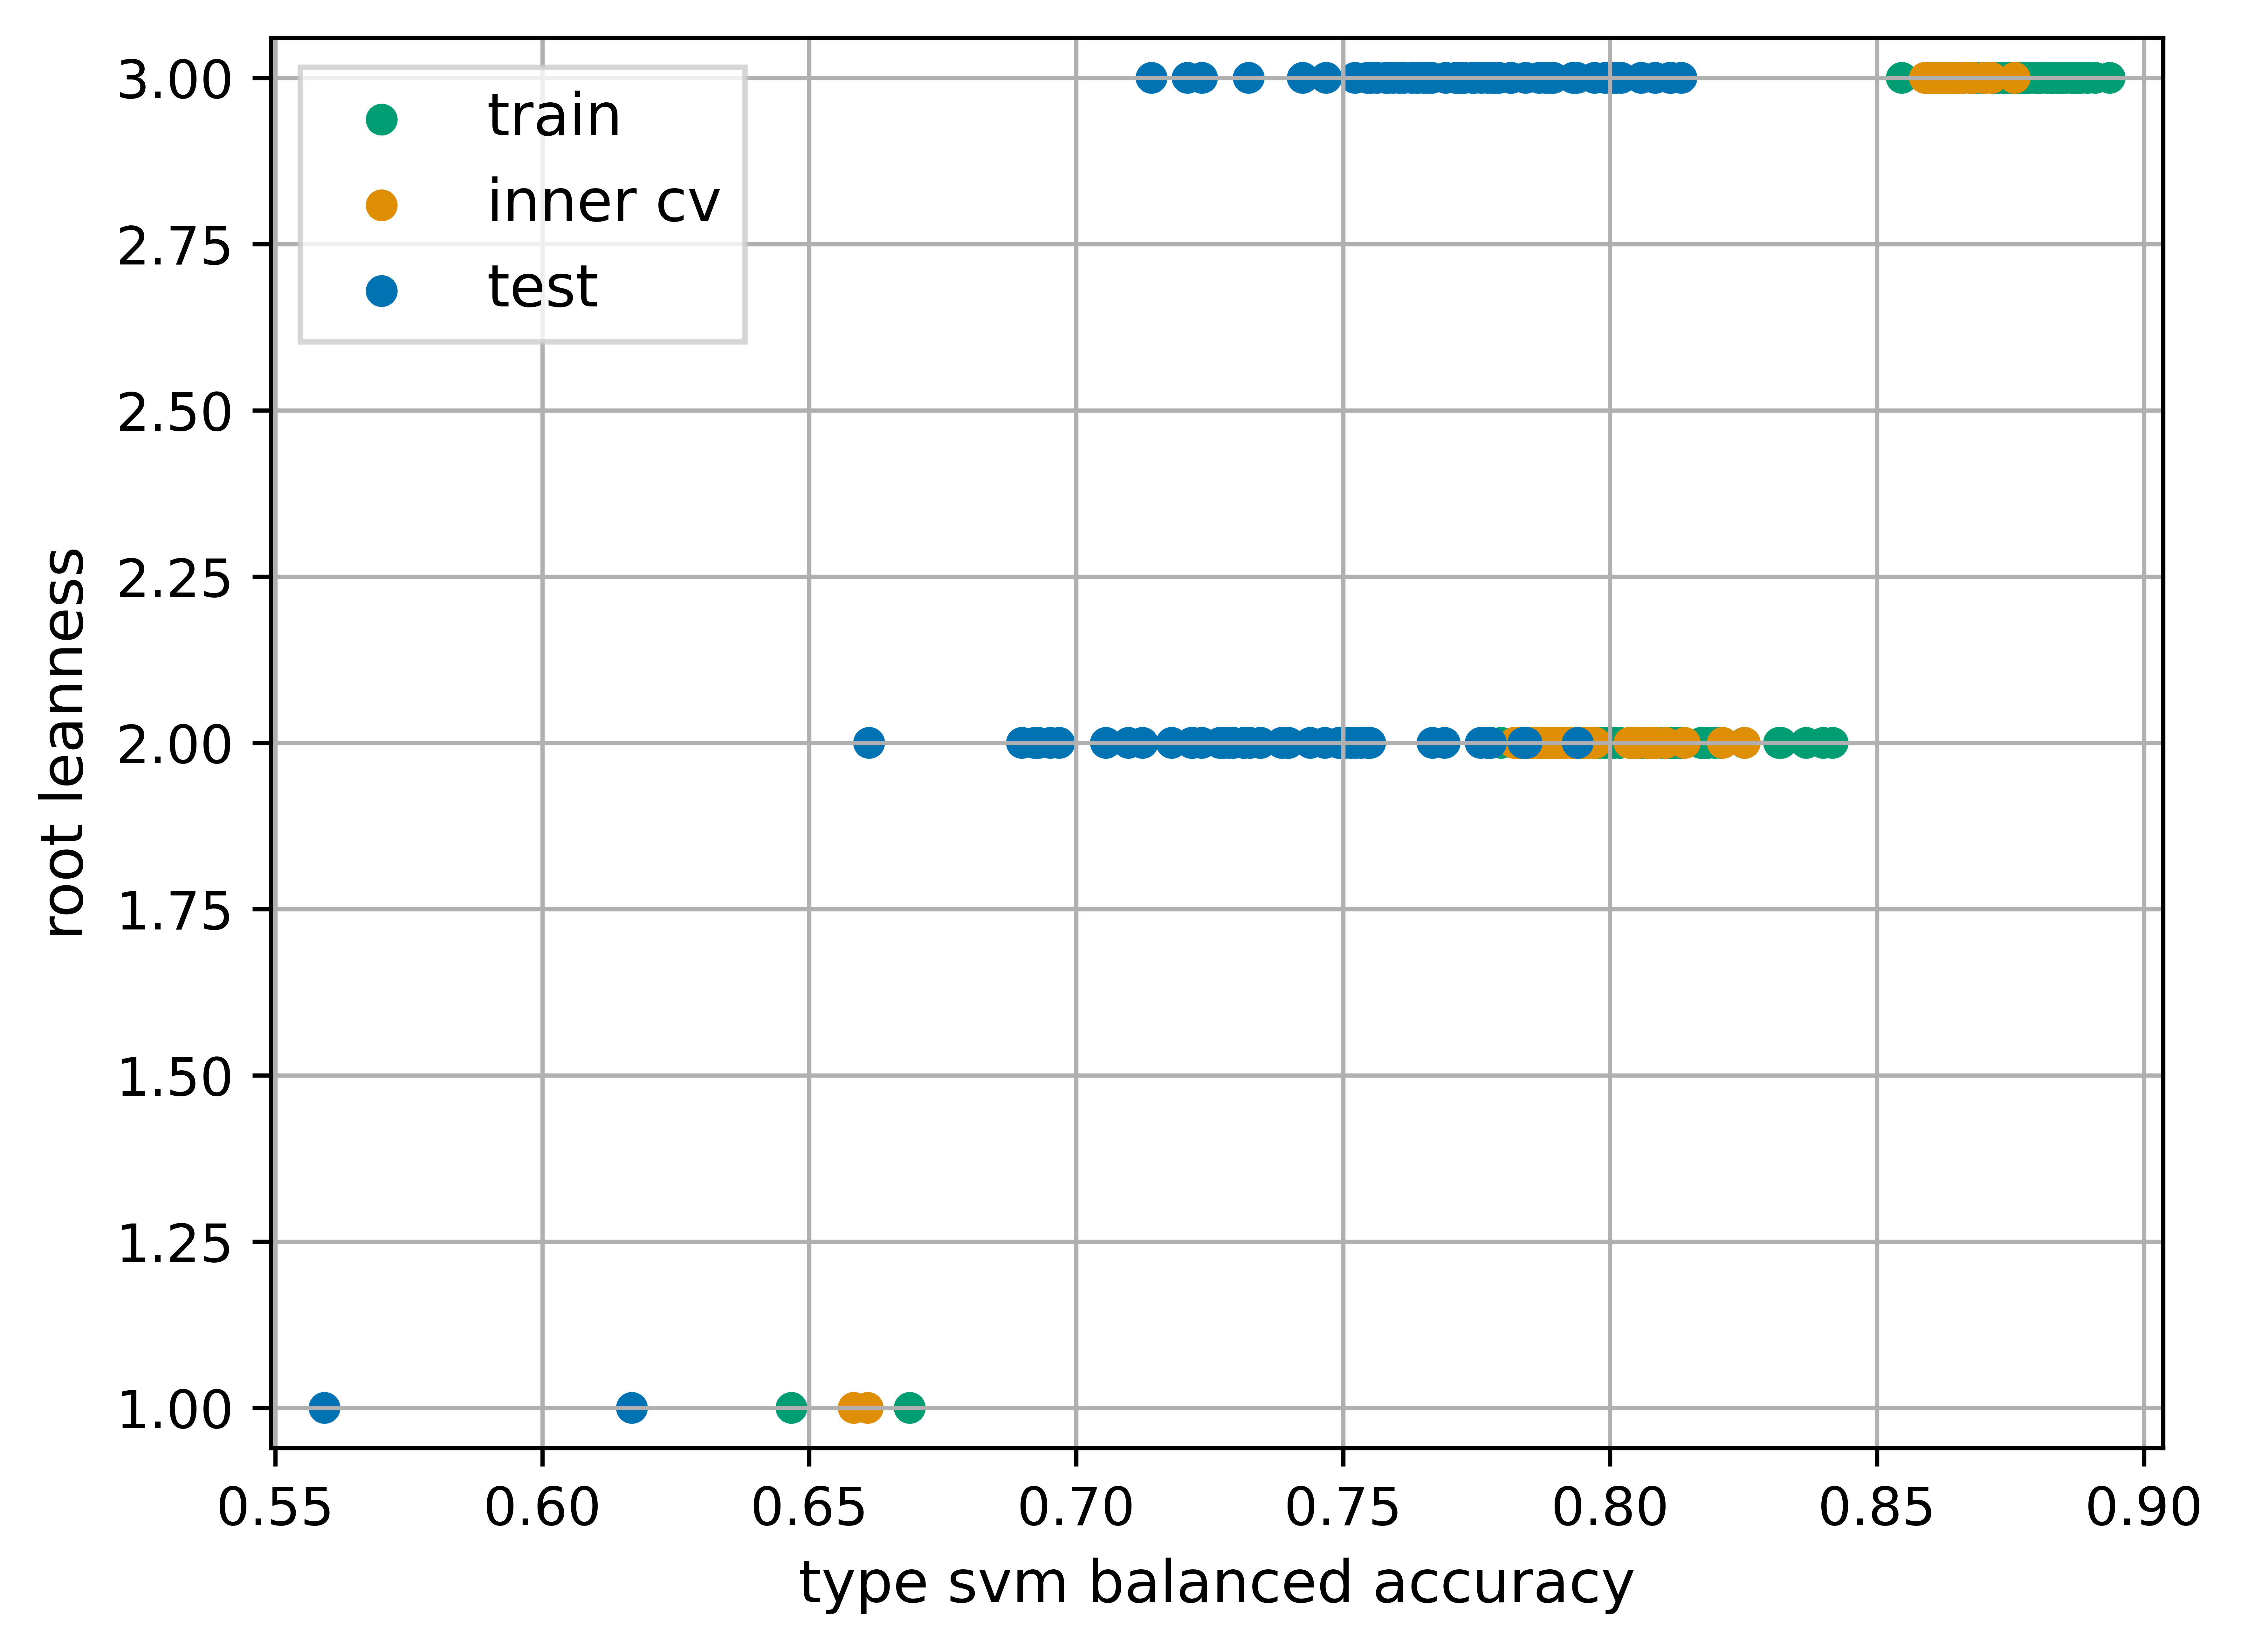 3.00
2.75
2.50
2.25
2.00
1.75
1.50
1.25
1.00
root leanness
train
inner cv
test
0.55 0.60 0.65 0.70 0.75 0.80 0.85 0.90
type svm balanced accuracy